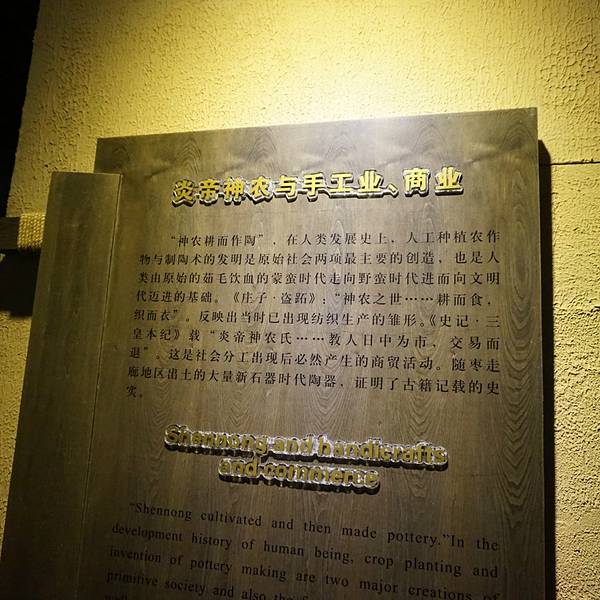 炎帝神农与手工业、商业
“神农耕而作陶”，在人类发展史上，人工种植农作
物与制陶术的发明是原始社会两项最主要的创造，也是人
类由原始的茹毛饮血的蒙蛮时代走向野蛮时代进而向文明
代迈进的基础。《庄子·盗跖》：“神农之世……耕而食，
织而衣”。反映出当时已出现纺织生产的雏形。《史记·三
皇本纪》载“炎帝神农氏……教人日中为市，交易而
退”。这是社会分工出现后必然产生的商贸活动。随枣走
廊地区出土的大量新石器时代陶器，证明了古籍记载的史
实。
Shennong and handicrafts
and commerce
“Shennong cultivated and then made pottery.”In the
development history of human being, crop planting and
invention of pottery making are two major creations of
primitive society and also the